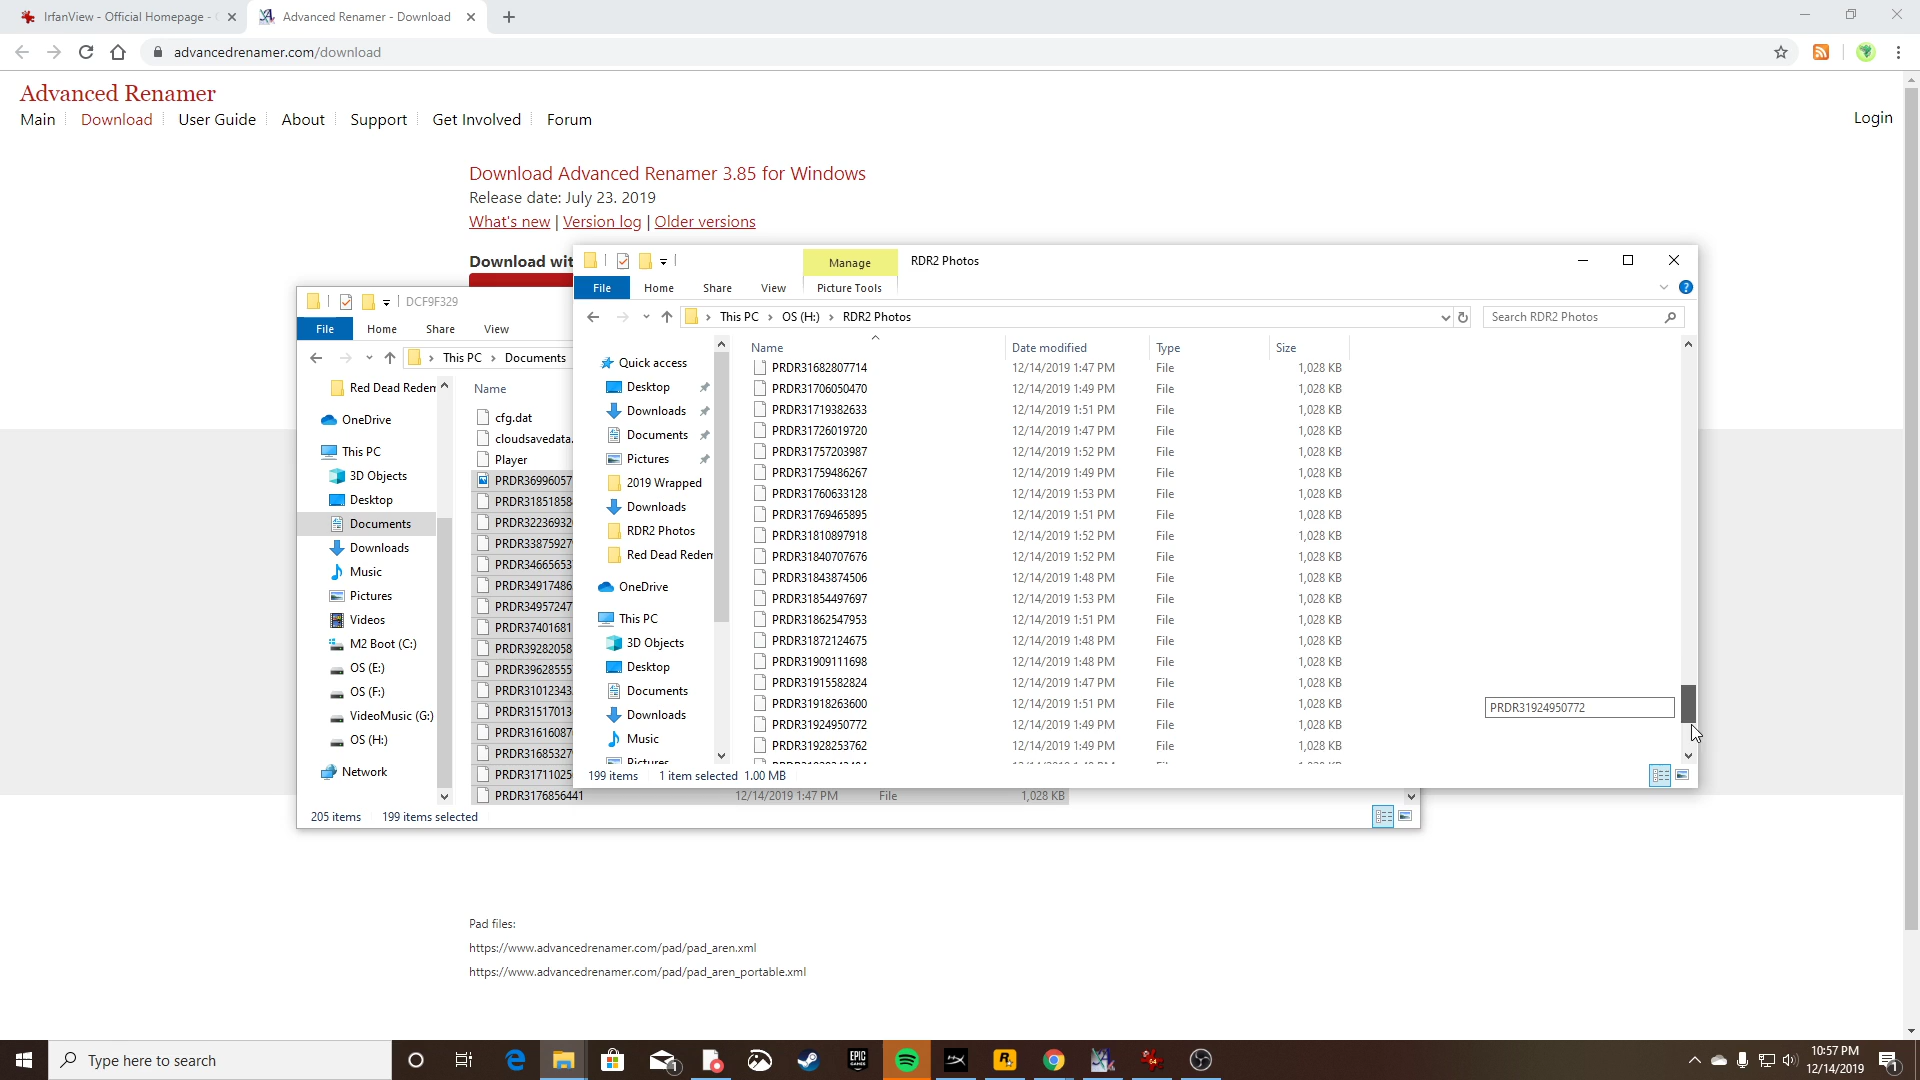 IrfanView - Official Homepage -
Advanced Renamer - Download
advancedrenamer.com/download
Advanced Renamer
Main
Download
User Guide
About
Support
Get Involved
Forum
Login
Download Advanced Renamer 3.85 for Windows
Release date: July 23. 2019
What's new | Version log | Older versions
Download wit
DCF9F329
File
Home
Share
View
This PC
Documents
Red Dead Reden
OneDrive
This PC
3D Objects
Desktop
Documents
Downloads
Music
Pictures
Videos
M2 Boot (C:)
OS (E:)
OS (F:)
VideoMusic (G:)
OS (H:)
Network
Name
cfg.dat
cloudsavedata.
Player
PRDR36996057
PRDR31851858
PRDR32236932
PRDR33875927
PRDR34665653
PRDR34917486
PRDR34957247
PRDR37401681
PRDR39282058
PRDR39628555
PRDR31012343
PRDR31517013
PRDR31616087
PRDR31685327
PRDR31711025
PRDR3176856441 12/14/2019 1:47 PM File 1,028 KB
205 items 199 items selected
Manage
RDR2 Photos
File
Home
Share
View
Picture Tools
This PC
OS (H:)
RDR2 Photos
Search RDR2 Photos
Quick access
Desktop
Downloads
Documents
Pictures
2019 Wrapped
Downloads
RDR2 Photos
Red Dead Reden
OneDrive
This PC
3D Objects
Desktop
Documents
Downloads
Music
Pictures
Name Date modified Type Size
PRDR31682807714 12/14/2019 1:47 PM File 1,028 KB
PRDR31706050470 12/14/2019 1:49 PM File 1,028 KB
PRDR31719382633 12/14/2019 1:51 PM File 1,028 KB
PRDR31726019720 12/14/2019 1:47 PM File 1,028 KB
PRDR31757203987 12/14/2019 1:52 PM File 1,028 KB
PRDR31759486267 12/14/2019 1:49 PM File 1,028 KB
PRDR31760633128 12/14/2019 1:53 PM File 1,028 KB
PRDR31769465895 12/14/2019 1:51 PM File 1,028 KB
PRDR31810897918 12/14/2019 1:52 PM File 1,028 KB
PRDR31840707676 12/14/2019 1:52 PM File 1,028 KB
PRDR31843874506 12/14/2019 1:48 PM File 1,028 KB
PRDR31854497697 12/14/2019 1:53 PM File 1,028 KB
PRDR31862547953 12/14/2019 1:51 PM File 1,028 KB
PRDR31872124675 12/14/2019 1:48 PM File 1,028 KB
PRDR31909111698 12/14/2019 1:48 PM File 1,028 KB
PRDR31915582824 12/14/2019 1:47 PM File 1,028 KB
PRDR31918263600 12/14/2019 1:51 PM File 1,028 KB
PRDR31924950772 12/14/2019 1:49 PM File 1,028 KB
PRDR31928253762 12/14/2019 1:49 PM File 1,028 KB
PRDR31924950772
199 items 1 item selected 1.00 MB
Pad files:
https://www.advancedrenamer.com/pad/pad_aren.xml
https://www.advancedrenamer.com/pad/pad_aren_portable.xml
Type here to search
EPIC
GAMES
10:57 PM
12/14/2019